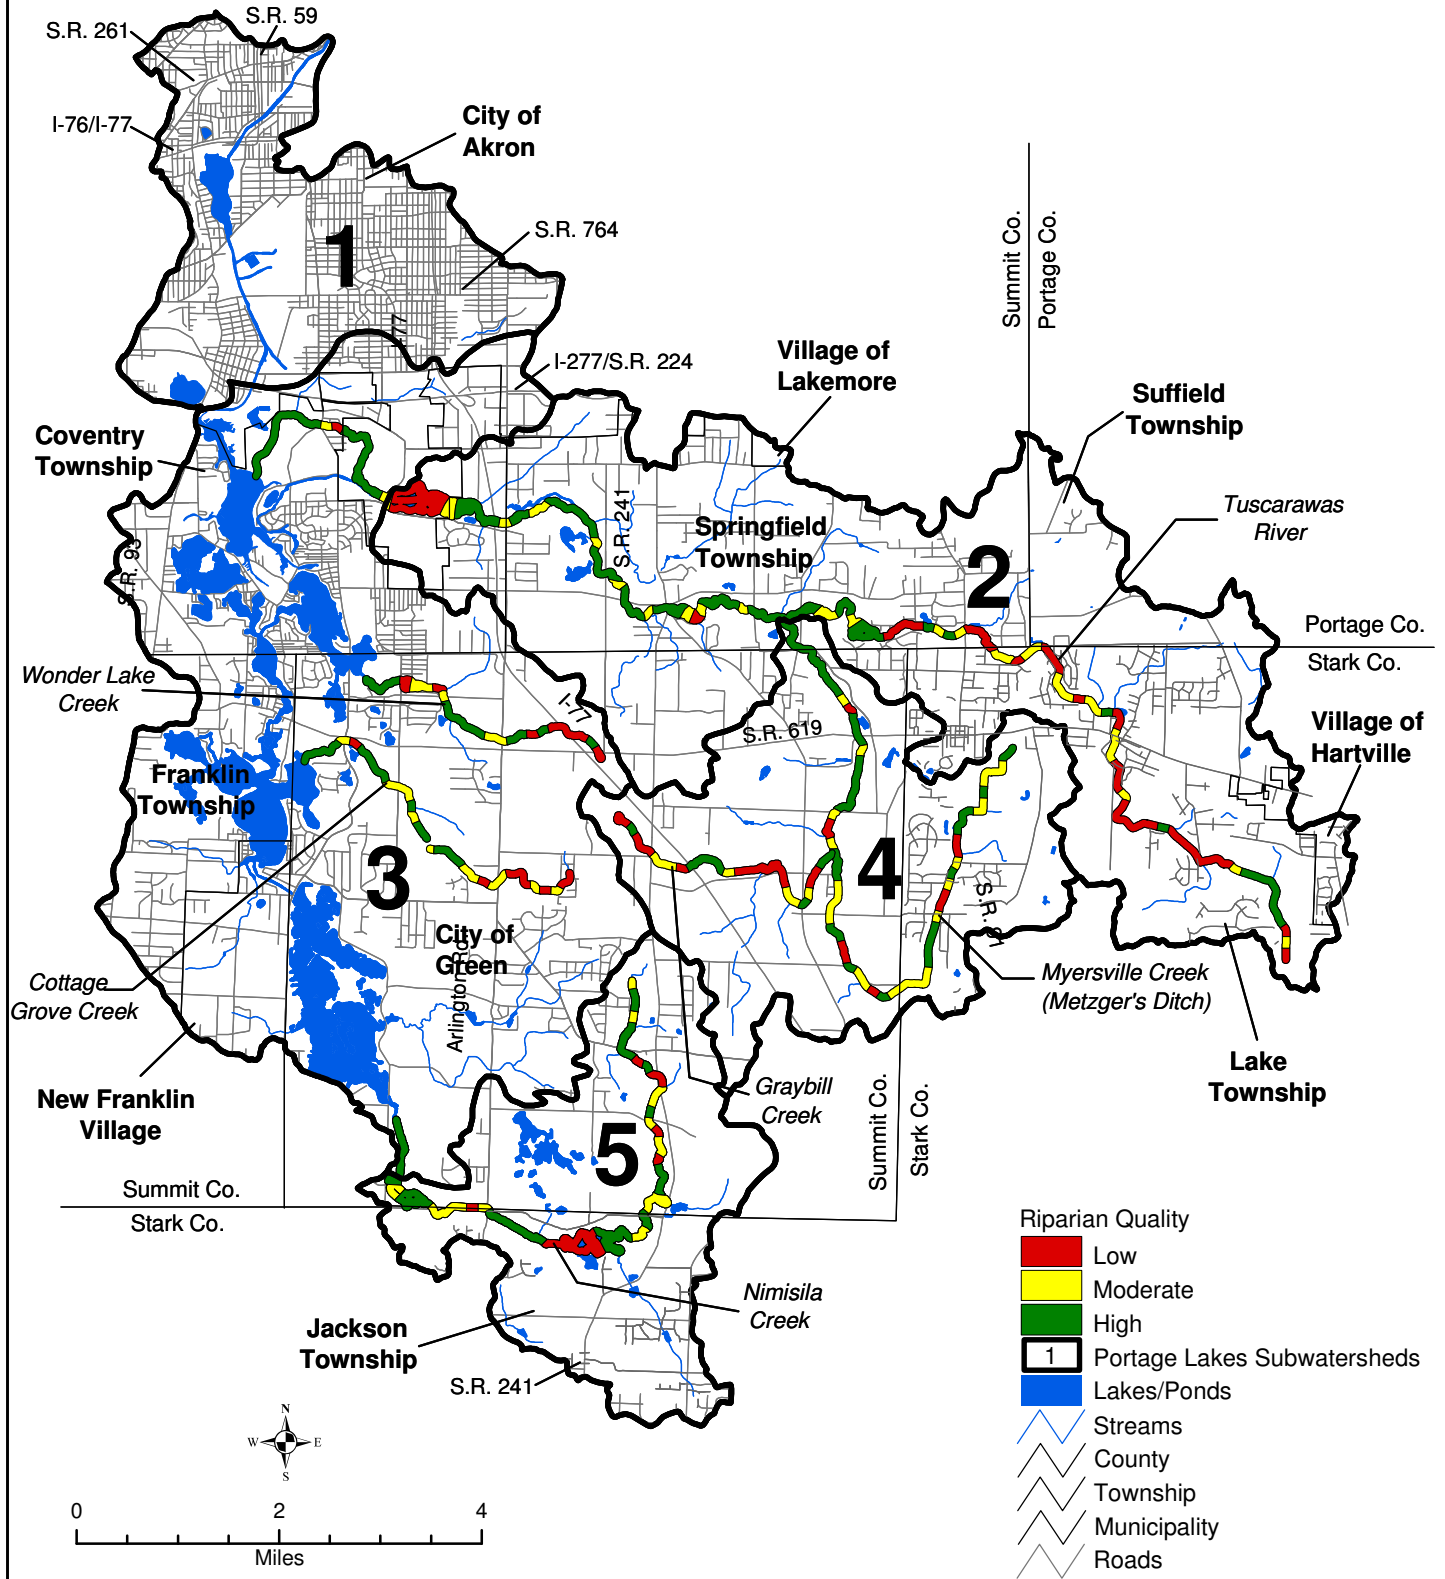 S.R. 59
S.R. 261
I-76/I-77
City of
Akron
S.R. 764
1
I-77
I-277/S.R. 224
Summit Co.
Portage Co.
Village of
Lakemore
Suffield
Township
Coventry
Township
Tuscarawas
River
S.R. 241
Springfield
Township
2
S.R. 93
Portage Co.
Stark Co.
Wonder Lake
Creek
I-77
S.R. 619
Village of
Hartville
Franklin
Township
3
4
S.R. 91
City of
Green
Arlington Rd
Cottage
Grove Creek
Myersville Creek
(Metzger's Ditch)
Lake
Township
New Franklin
Village
Graybill
Creek
Summit Co.
Stark Co.
5
Summit Co.
Stark Co.
Nimisila
Creek
Jackson
Township
S.R. 241
Riparian Quality
Low
Moderate
High
1 Portage Lakes Subwatersheds
Lakes/Ponds
Streams
County
Township
Municipality
Roads
N
W E
S
0 2 4
Miles